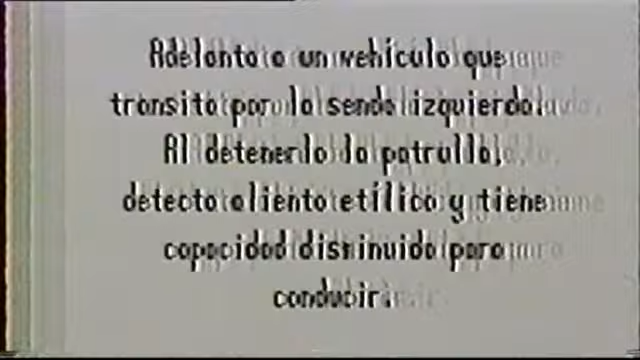 Adelanta a un vehículo que
transita por la senda izquierda.
Al detenerlo la patrulla,
detecta aliento etílico y tiene
capacidad disminuida para
conducir.